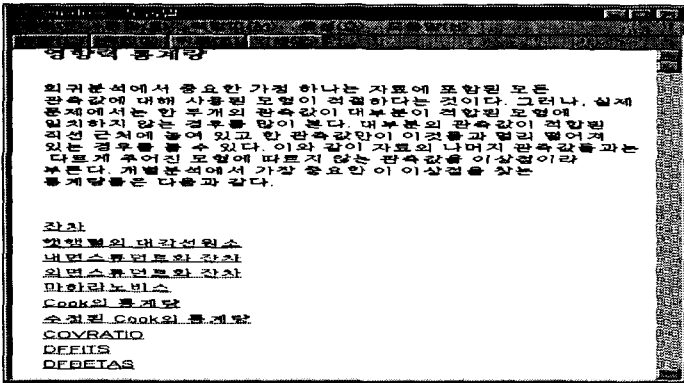 영향력 통계량
회귀분석에서 중요한 가정 하나는 자료에 포함된 모든
관측값에 대해 사용된 모형이 적절하다는 것이다. 그러나, 실제
문제에서는 한 두개의 관측값이 대부분이 적합된 모형에
일치하지 않는 경우를 많이 본다. 대부분의 관측값이 적합된
직선 근처에 놓여 있고 한 관측값만이 이것들과 멀리 떨어져
있는 경우를 볼 수 있다. 이와 같이 자료의 나머지 관측값들과는
다르게 주어진 모형에 따르지 않는 관측값을 이상점이라
부른다. 개별분석에서 가장 중요한 이 이상점을 찾는
통계량들은 다음과 같다.
잔차
햇행렬의 대각선원소
내면스튜던트화 잔차
외면스튜던트화 잔차
마하라노비스
Cook의 통계량
수정된 Cook의 통계량
COVRATIO
DFFITS
DFBETAS